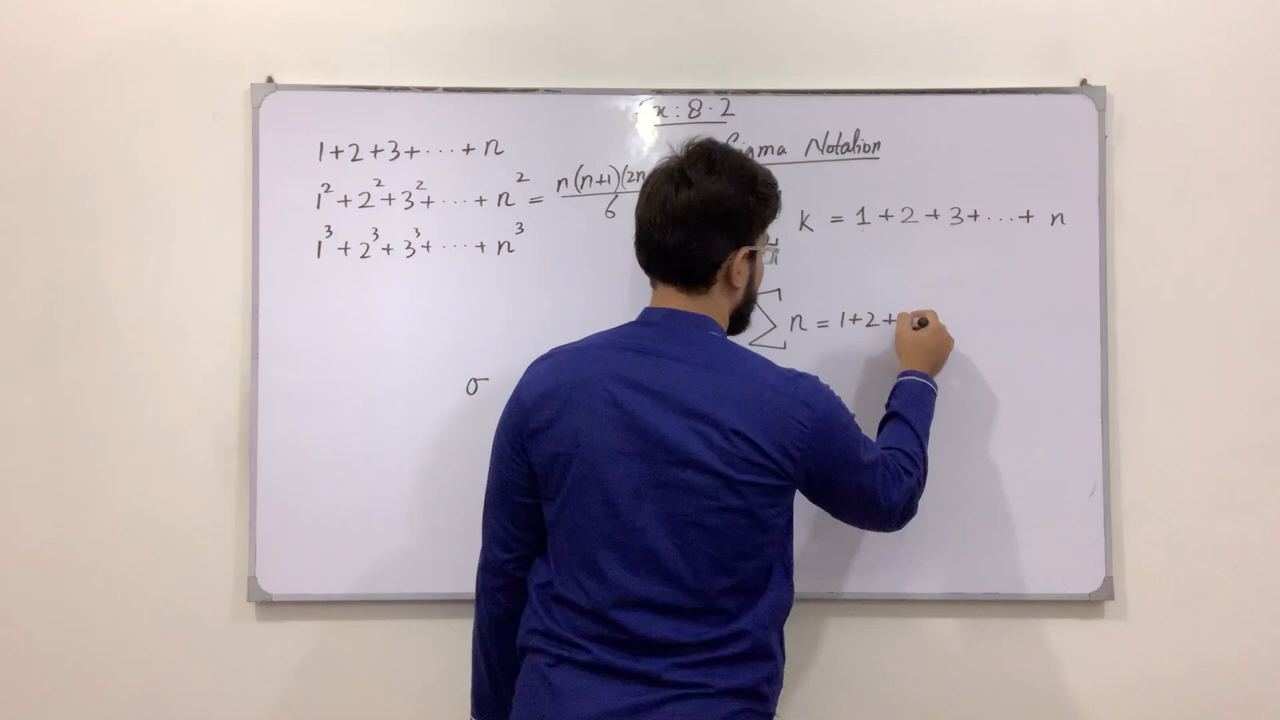 x : 8.2
Sigma Notation
1+2+3+⋯+n
1²+2²+3²+⋯+n² = n(n+1)(2n / 6
1³+2³+3³+⋯+n³
k = 1+2+3+⋯+ n
∑ n = 1+2+
σ